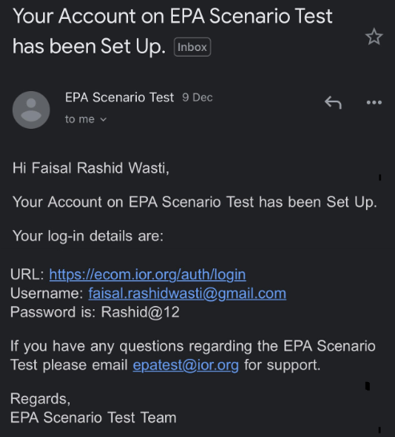 Your Account on EPA Scenario Test
has been Set Up. Inbox
EPA Scenario Test 9 Dec
to me
Hi Faisal Rashid Wasti,
Your Account on EPA Scenario Test has been Set Up.
Your log-in details are:
URL: https://ecom.ior.org/auth/login
Username: faisal.rashidwasti@gmail.com
Password is: Rashid@12
If you have any questions regarding the EPA Scenario
Test please email epatest@ior.org for support.
Regards,
EPA Scenario Test Team